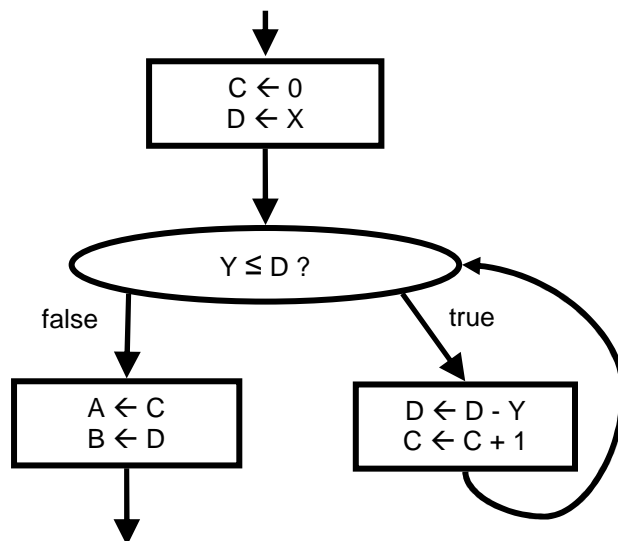 C ← 0
D ← X
Y ≤ D ?
false
true
A ← C
B ← D
D ← D - Y
C ← C + 1